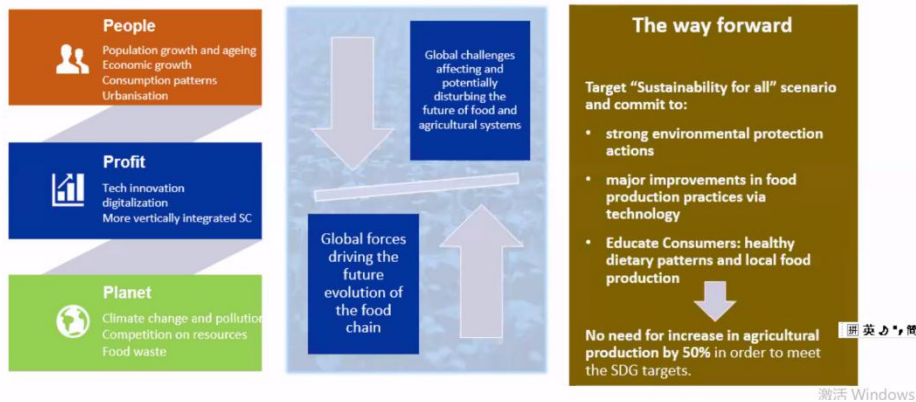 People
Population growth and ageing
Economic growth
Consumption patterns
Urbanisation
Profit
Tech innovation
digitalization
More vertically integrated SC
Planet
Climate change and pollution
Competition on resources
Food waste
Global challenges
affecting and
potentially
disturbing the
future of food and
agricultural systems
Global forces
driving the
future
evolution of
the food
chain
The way forward
Target “Sustainability for all” scenario
and commit to:
• strong environmental protection
actions
• major improvements in food
production practices via
technology
• Educate Consumers: healthy
dietary patterns and local food
production
No need for increase in agricultural
production by 50% in order to meet
the SDG targets.
拼 英 簡
激活 Windows